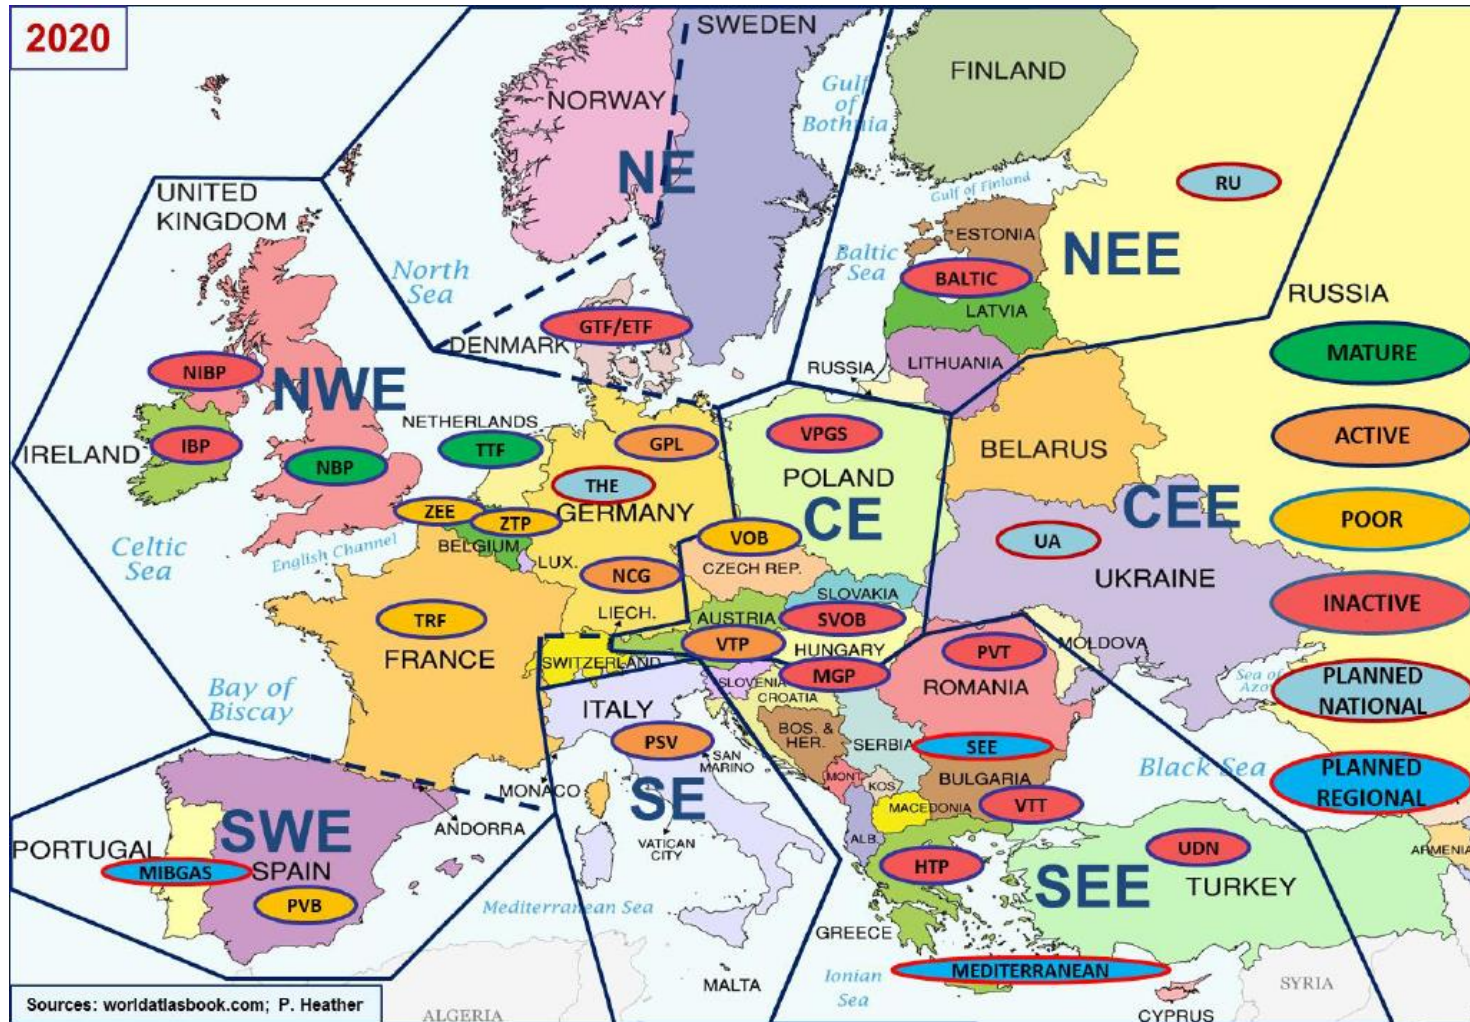 2020
SWEDEN
FINLAND
NORWAY
Gulf
of
Bothnia
NE
RU
Gulf of Finland
UNITED
KINGDOM
ESTONIA
NEE
North
Sea
Baltic
Sea
BALTIC
RUSSIA
LATVIA
GTF/ETF
DENMARK
MATURE
RUSSIA
LITHUANIA
NIBP
NWE
NETHERLANDS
IRELAND
IBP
NBP
TTF
GPL
VPGS
BELARUS
ACTIVE
THE
GERMANY
POLAND
CE
CEE
ZEE
ZTP
BELGIUM
POOR
Celtic
Sea
English Channel
LUX.
VOB
CZECH REP.
UA
UKRAINE
NCG
SLOVAKIA
LIECH.
AUSTRIA
SVOB
INACTIVE
TRF
FRANCE
SWITZERLAND
VTP
HUNGARY
PVT
MOLDOVA
MGP
SLOVENIA
CROATIA
ROMANIA
Sea of
Azov
PLANNED
NATIONAL
Bay of
Biscay
ITALY
PSV
SAN
MARINO
BOS. &
HER.
SERBIA
SEE
Black Sea
PLANNED
REGIONAL
MONT.
KOS.
BULGARIA
MONACO
SE
MACEDONIA
VTT
SWE
ANDORRA
VATICAN
CITY
ALB.
PORTUGAL
MIBGAS
SPAIN
HTP
UDN
ARMENIA
SEE
TURKEY
PVB
Mediterranean Sea
GREECE
MALTA
Ionian
Sea
MEDITERRANEAN
SYRIA
CYPRUS
Sources: worldatlasbook.com; P. Heather
ALGERIA